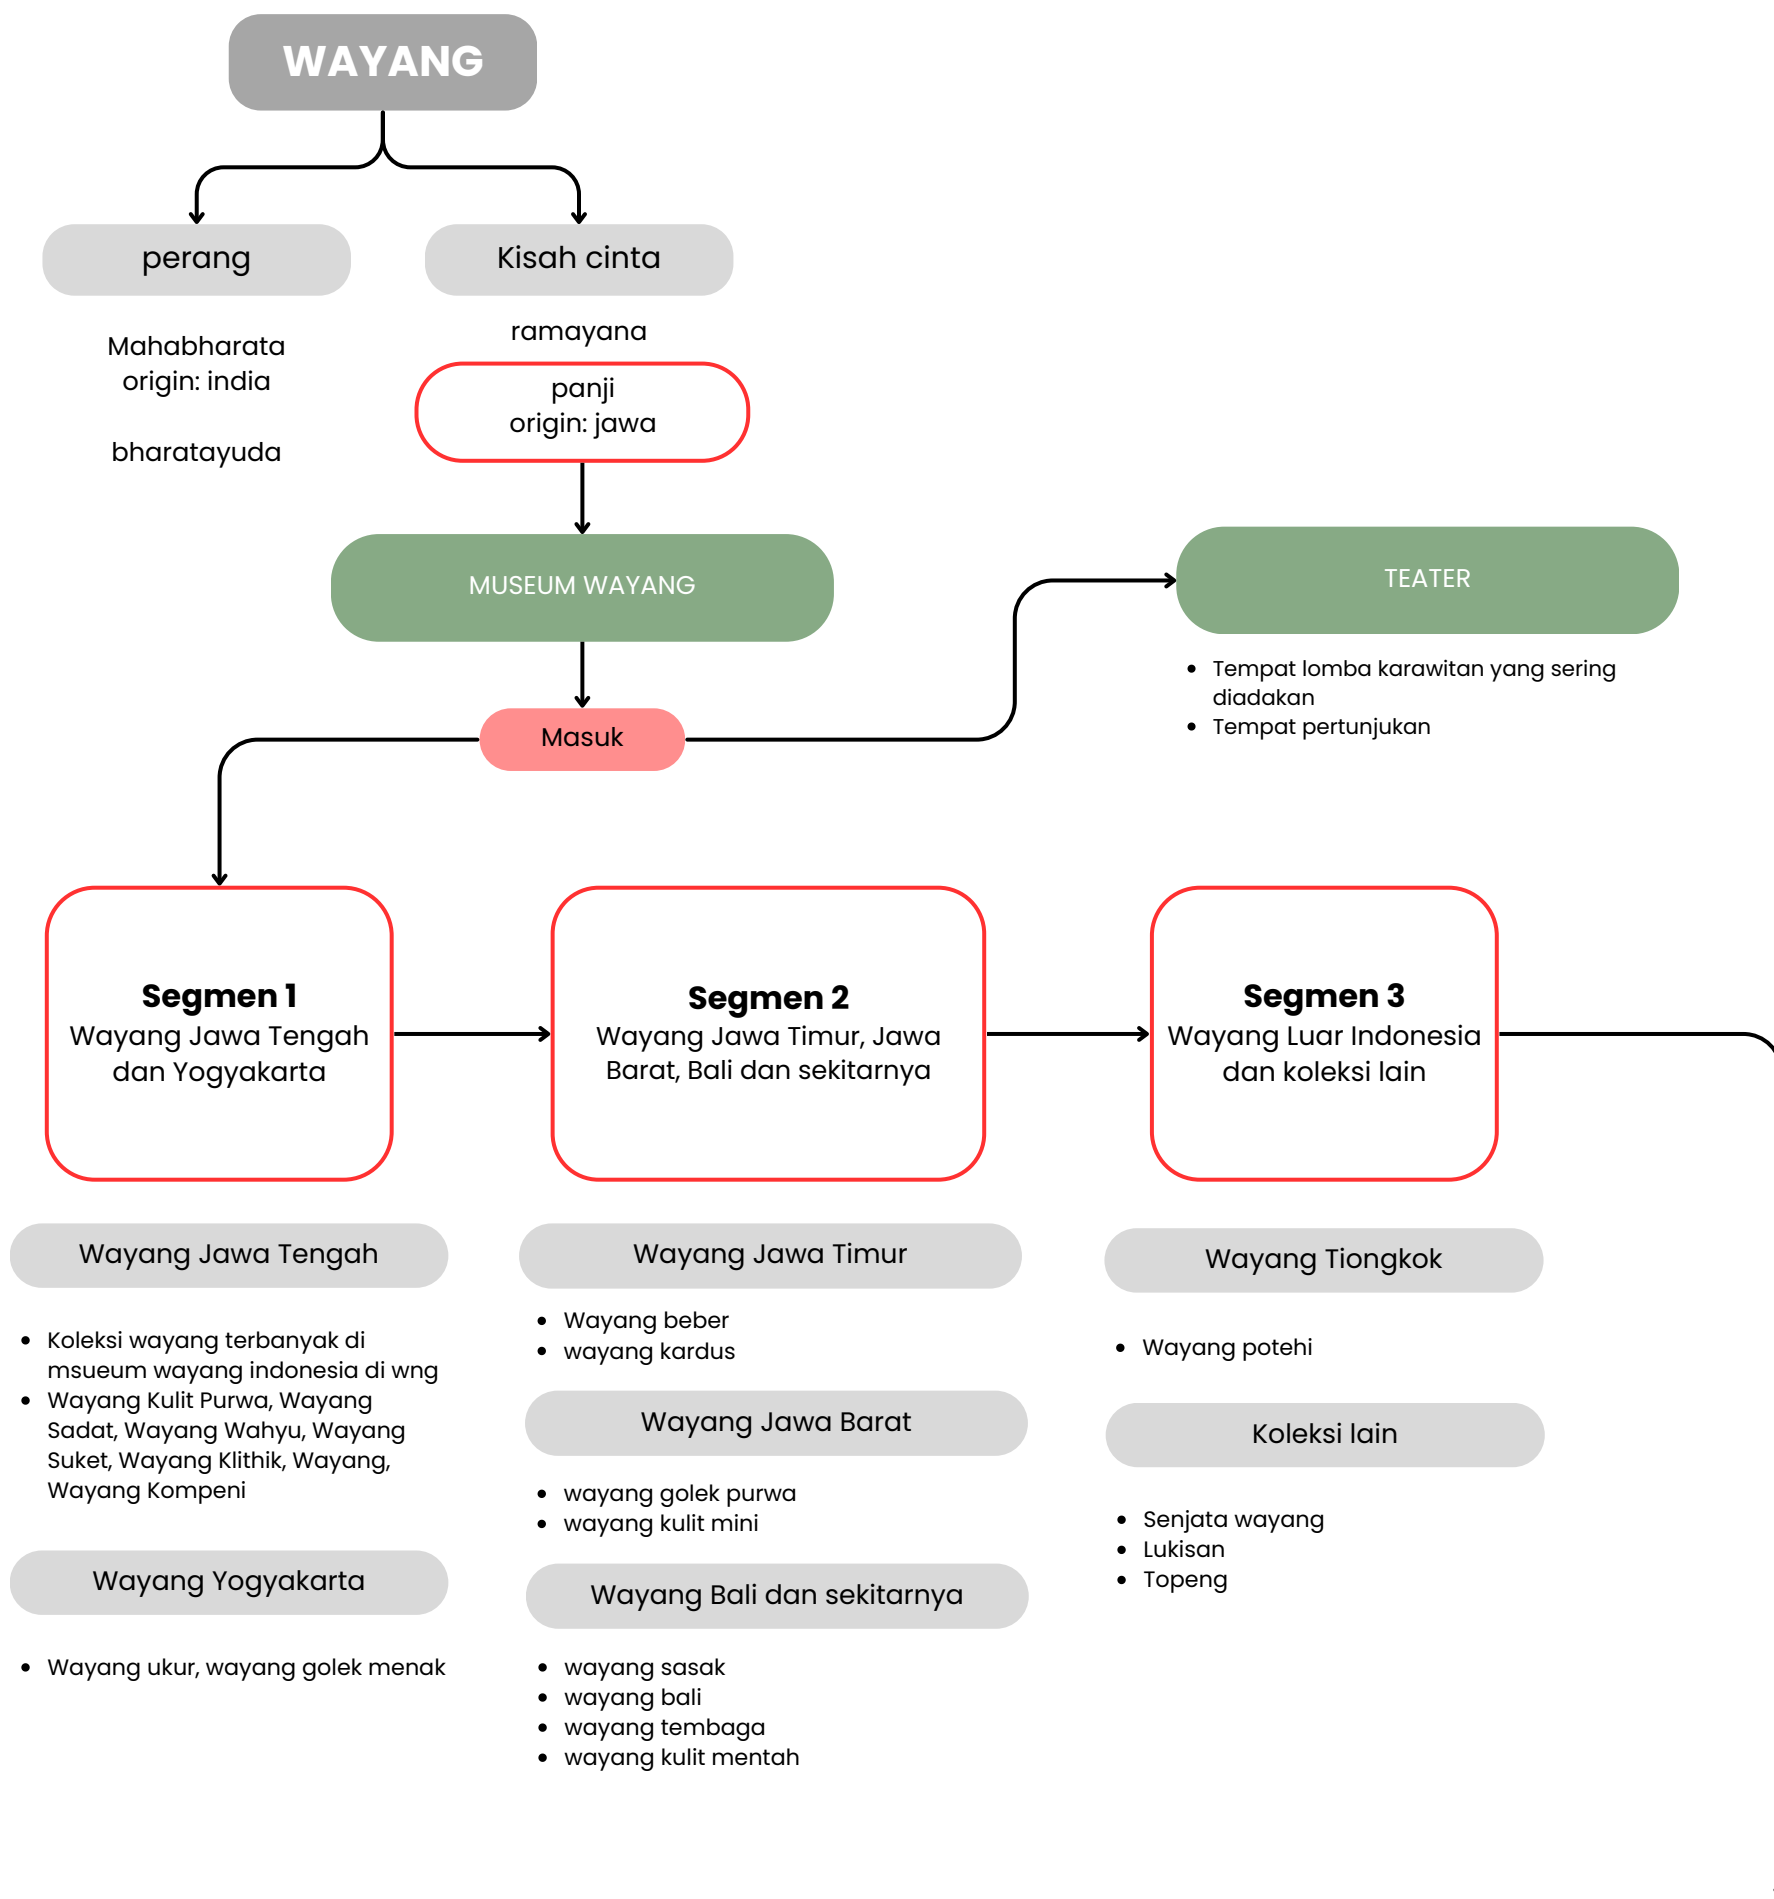 WAYANG
perang
Kisah cinta
Mahabharata
origin: india
bharatayuda
ramayana
panji
origin: jawa
MUSEUM WAYANG
TEATER
Tempat lomba karawitan yang sering
diadakan
Tempat pertunjukan
Masuk
Segmen 1
Wayang Jawa Tengah
dan Yogyakarta
Segmen 2
Wayang Jawa Timur, Jawa
Barat, Bali dan sekitarnya
Segmen 3
Wayang Luar Indonesia
dan koleksi lain
Wayang Jawa Tengah
Koleksi wayang terbanyak di
msueum wayang indonesia di wng
Wayang Kulit Purwa, Wayang
Sadat, Wayang Wahyu, Wayang
Suket, Wayang Klithik, Wayang,
Wayang Kompeni
Wayang Yogyakarta
Wayang ukur, wayang golek menak
Wayang Jawa Timur
Wayang beber
wayang kardus
Wayang Jawa Barat
wayang golek purwa
wayang kulit mini
Wayang Bali dan sekitarnya
wayang sasak
wayang bali
wayang tembaga
wayang kulit mentah
Wayang Tiongkok
Wayang potehi
Koleksi lain
Senjata wayang
Lukisan
Topeng